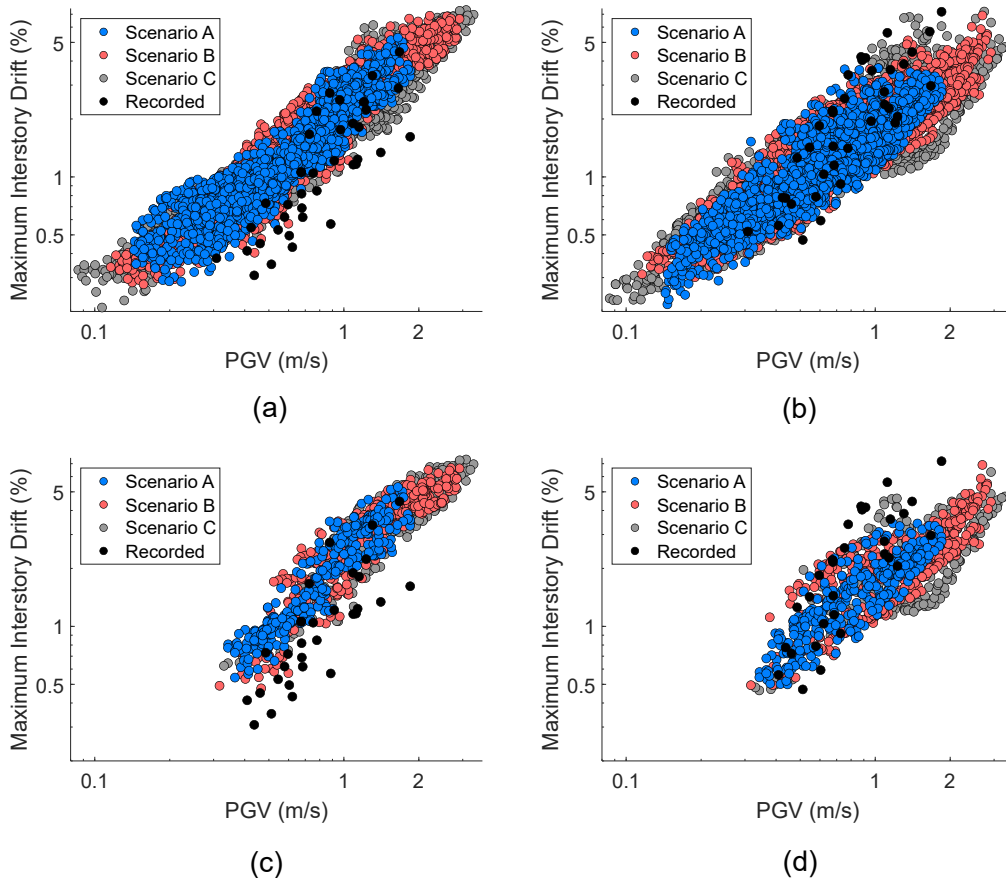 Maximum Interstory Drift (%)
5
1
0.5
Scenario A
Scenario B
Scenario C
Recorded
0.1
1
2
PGV (m/s)
(a)
Maximum Interstory Drift (%)
5
1
0.5
Scenario A
Scenario B
Scenario C
Recorded
0.1
1
2
PGV (m/s)
(b)
Maximum Interstory Drift (%)
5
1
0.5
Scenario A
Scenario B
Scenario C
Recorded
0.1
1
2
PGV (m/s)
(c)
Maximum Interstory Drift (%)
5
1
0.5
Scenario A
Scenario B
Scenario C
Recorded
0.1
1
2
PGV (m/s)
(d)